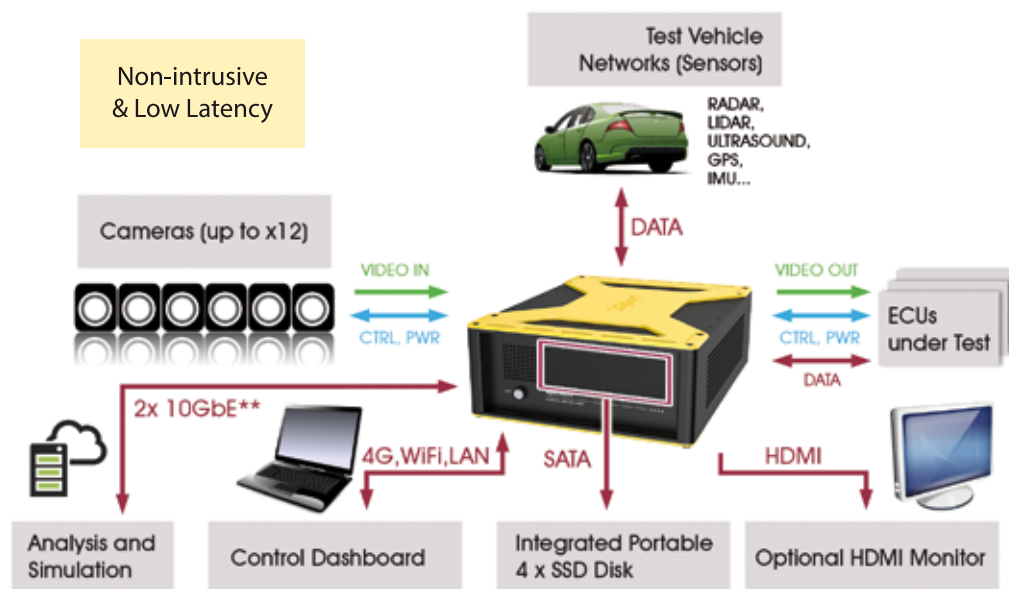 Non-intrusive
& Low Latency
Test Vehicle
Networks (Sensors)
RADAR,
LIDAR,
ULTRASOUND,
GPS,
IMU...
DATA
Cameras (up to x12)
VIDEO IN
CTRL, PWR
VIDEO OUT
CTRL, PWR
DATA
ECUs
under Test
2x 10GbE**
4G,WiFi,LAN
SATA
HDMI
Analysis and
Simulation
Control Dashboard
Integrated Portable
4 x SSD Disk
Optional HDMI Monitor